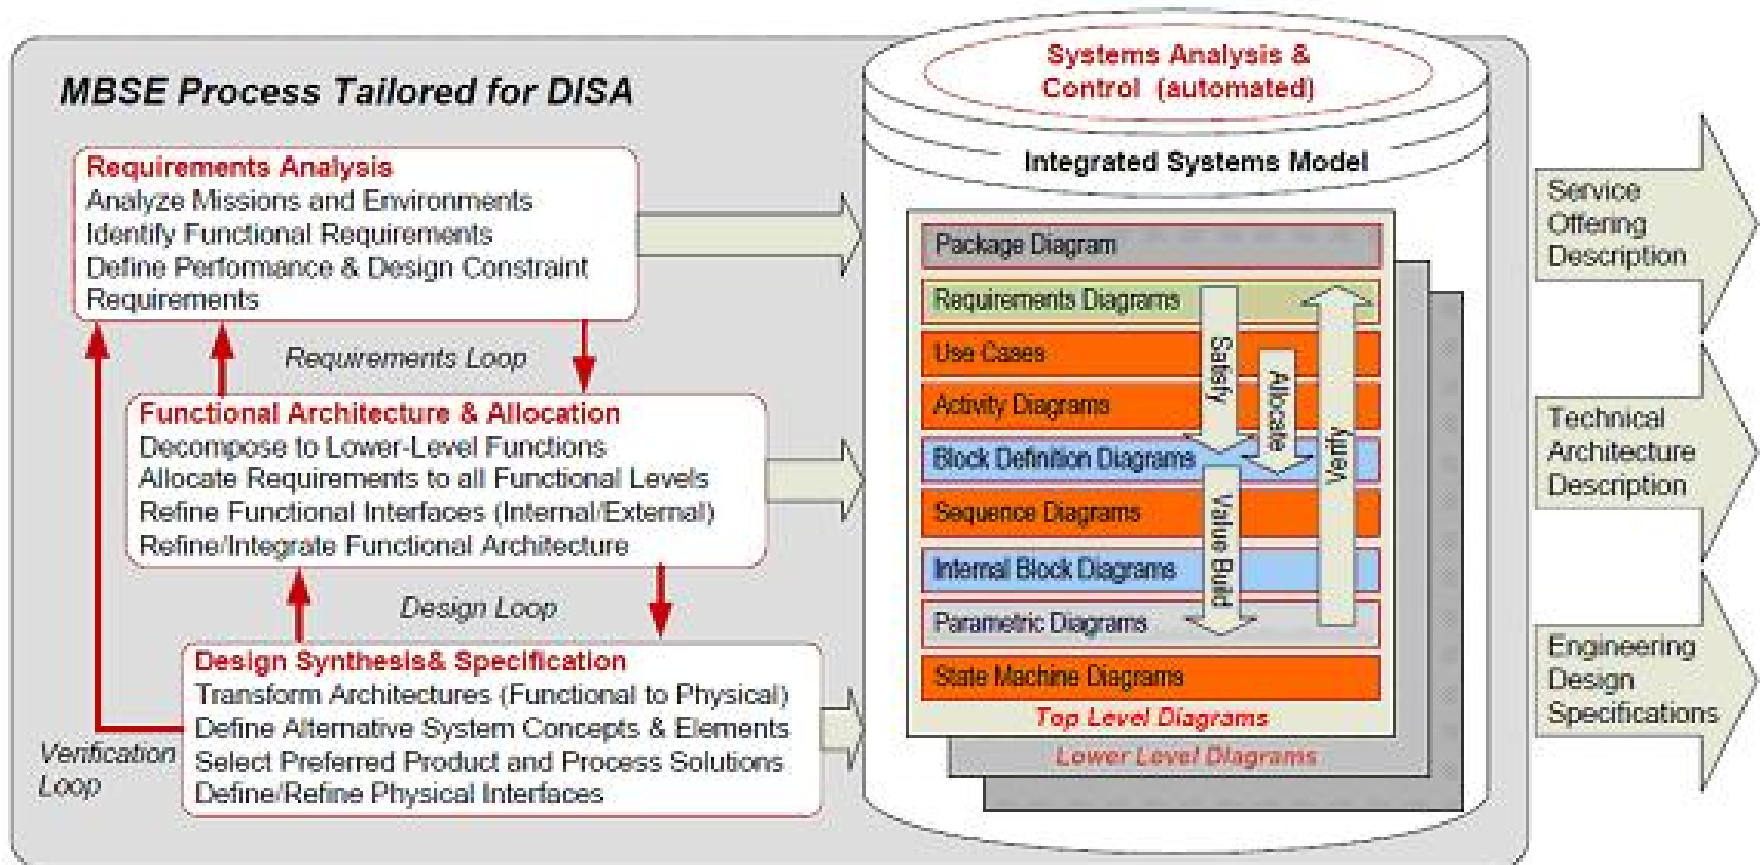 MBSE Process Tailored for DISA
Requirements Analysis
Analyze Missions and Environments
Identify Functional Requirements
Define Performance & Design Constraint
Requirements
Requirements Loop
Functional Architecture & Allocation
Decompose to Lower-Level Functions
Allocate Requirements to all Functional Levels
Refine Functional Interfaces (Internal/External)
Refine/Integrate Functional Architecture
Design Loop
Design Synthesis& Specification
Transform Architectures (Functional to Physical)
Define Alternative System Concepts & Elements
Select Preferred Product and Process Solutions
Define/Refine Physical Interfaces
Verification
Loop
Systems Analysis &
Control (automated)
Integrated Systems Model
Package Diagram
Requirements Diagrams
Use Cases
Activity Diagrams
Block Definition Diagrams
Sequence Diagrams
Internal Block Diagrams
Parametric Diagrams
State Machine Diagrams
Satisfy
Allocate
Verify
Value Build
Top Level Diagrams
Lower Level Diagrams
Service
Offering
Description
Technical
Architecture
Description
Engineering
Design
Specifications